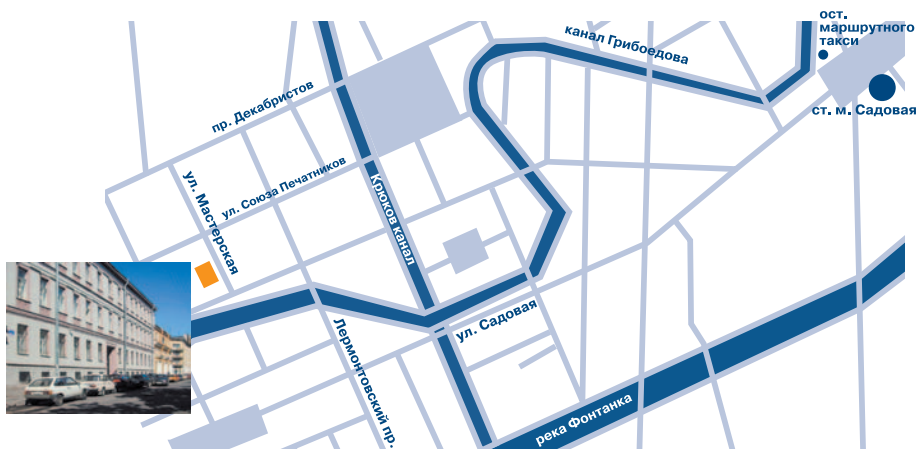 ост.
маршрутного
такси
канал Грибоедова
ст. м. Садовая
пр. Декабристов
ул. Союза Печатников
ул. Мастерская
Крюков канал
ул. Садовая
Лермонтовский пр.
река Фонтанка